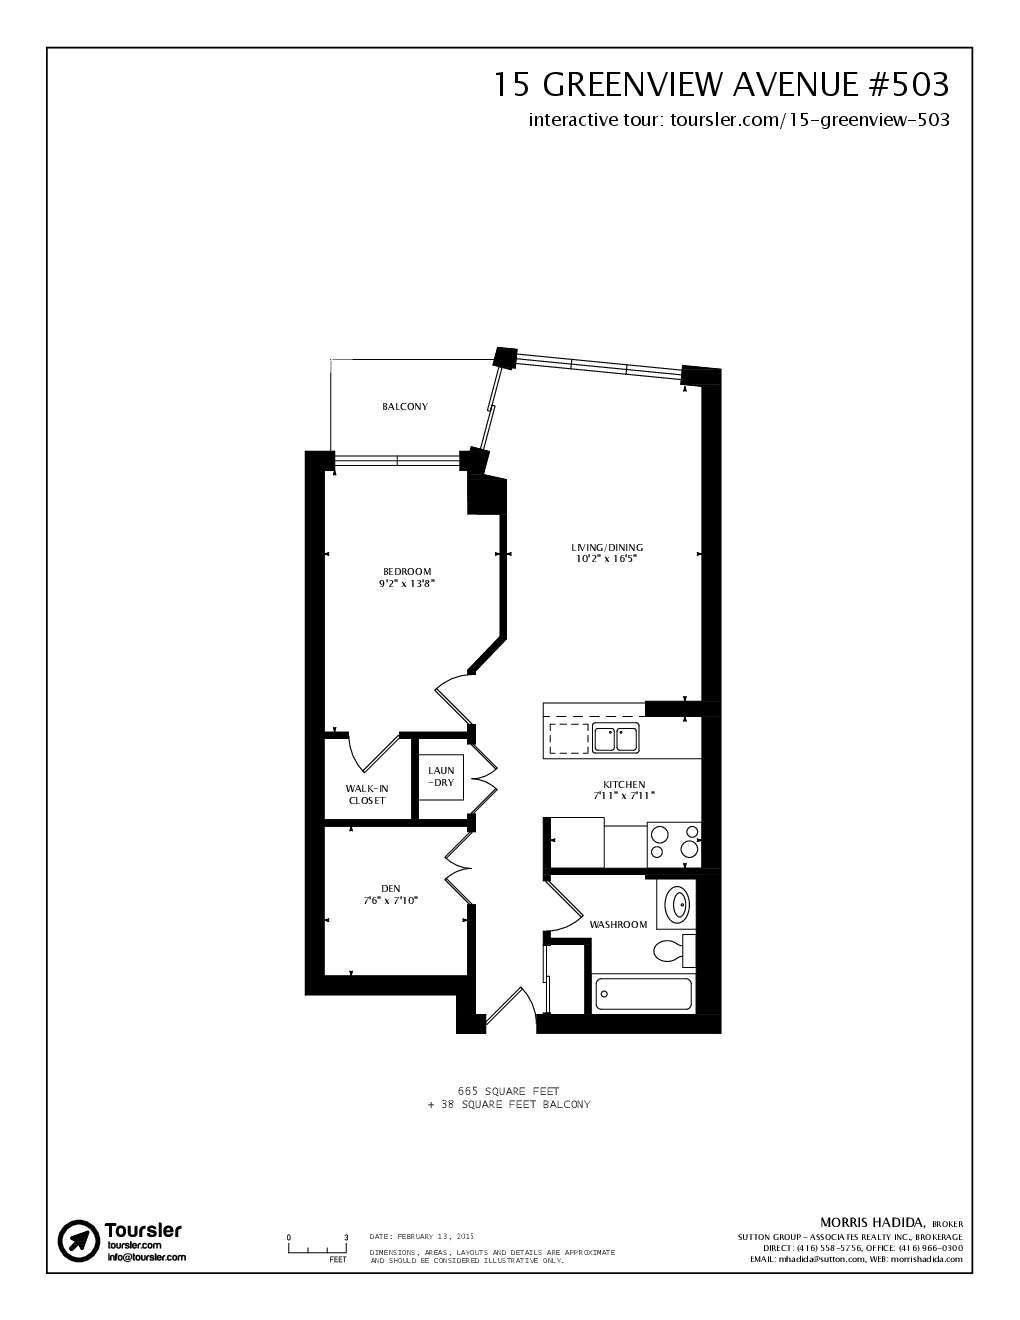 15 GREENVIEW AVENUE #503
interactive tour: toursler.com/15-greenview-503
BALCONY
LIVING/DINING
10'2" x 16'5"
BEDROOM
9'2" x 13'8"
LAUN
-DRY
WALK-IN
CLOSET
KITCHEN
7'11" x 7'11"
DEN
7'6" x 7'10"
WASHROOM
665 SQUARE FEET
+ 38 SQUARE FEET BALCONY
Toursler
toursler.com
info@toursler.com
0 3
FEET
DATE: FEBRUARY 13, 2015
DIMENSIONS, AREAS, LAYOUTS AND DETAILS ARE APPROXIMATE
AND SHOULD BE CONSIDERED ILLUSTRATIVE ONLY.
MORRIS HADIDA, BROKER
SUTTON GROUP - ASSOCIATES REALTY INC., BROKERAGE
DIRECT: (416) 558-5756, OFFICE: (416) 966-0300
EMAIL: mhadida@sutton.com, WEB: morrishadida.com